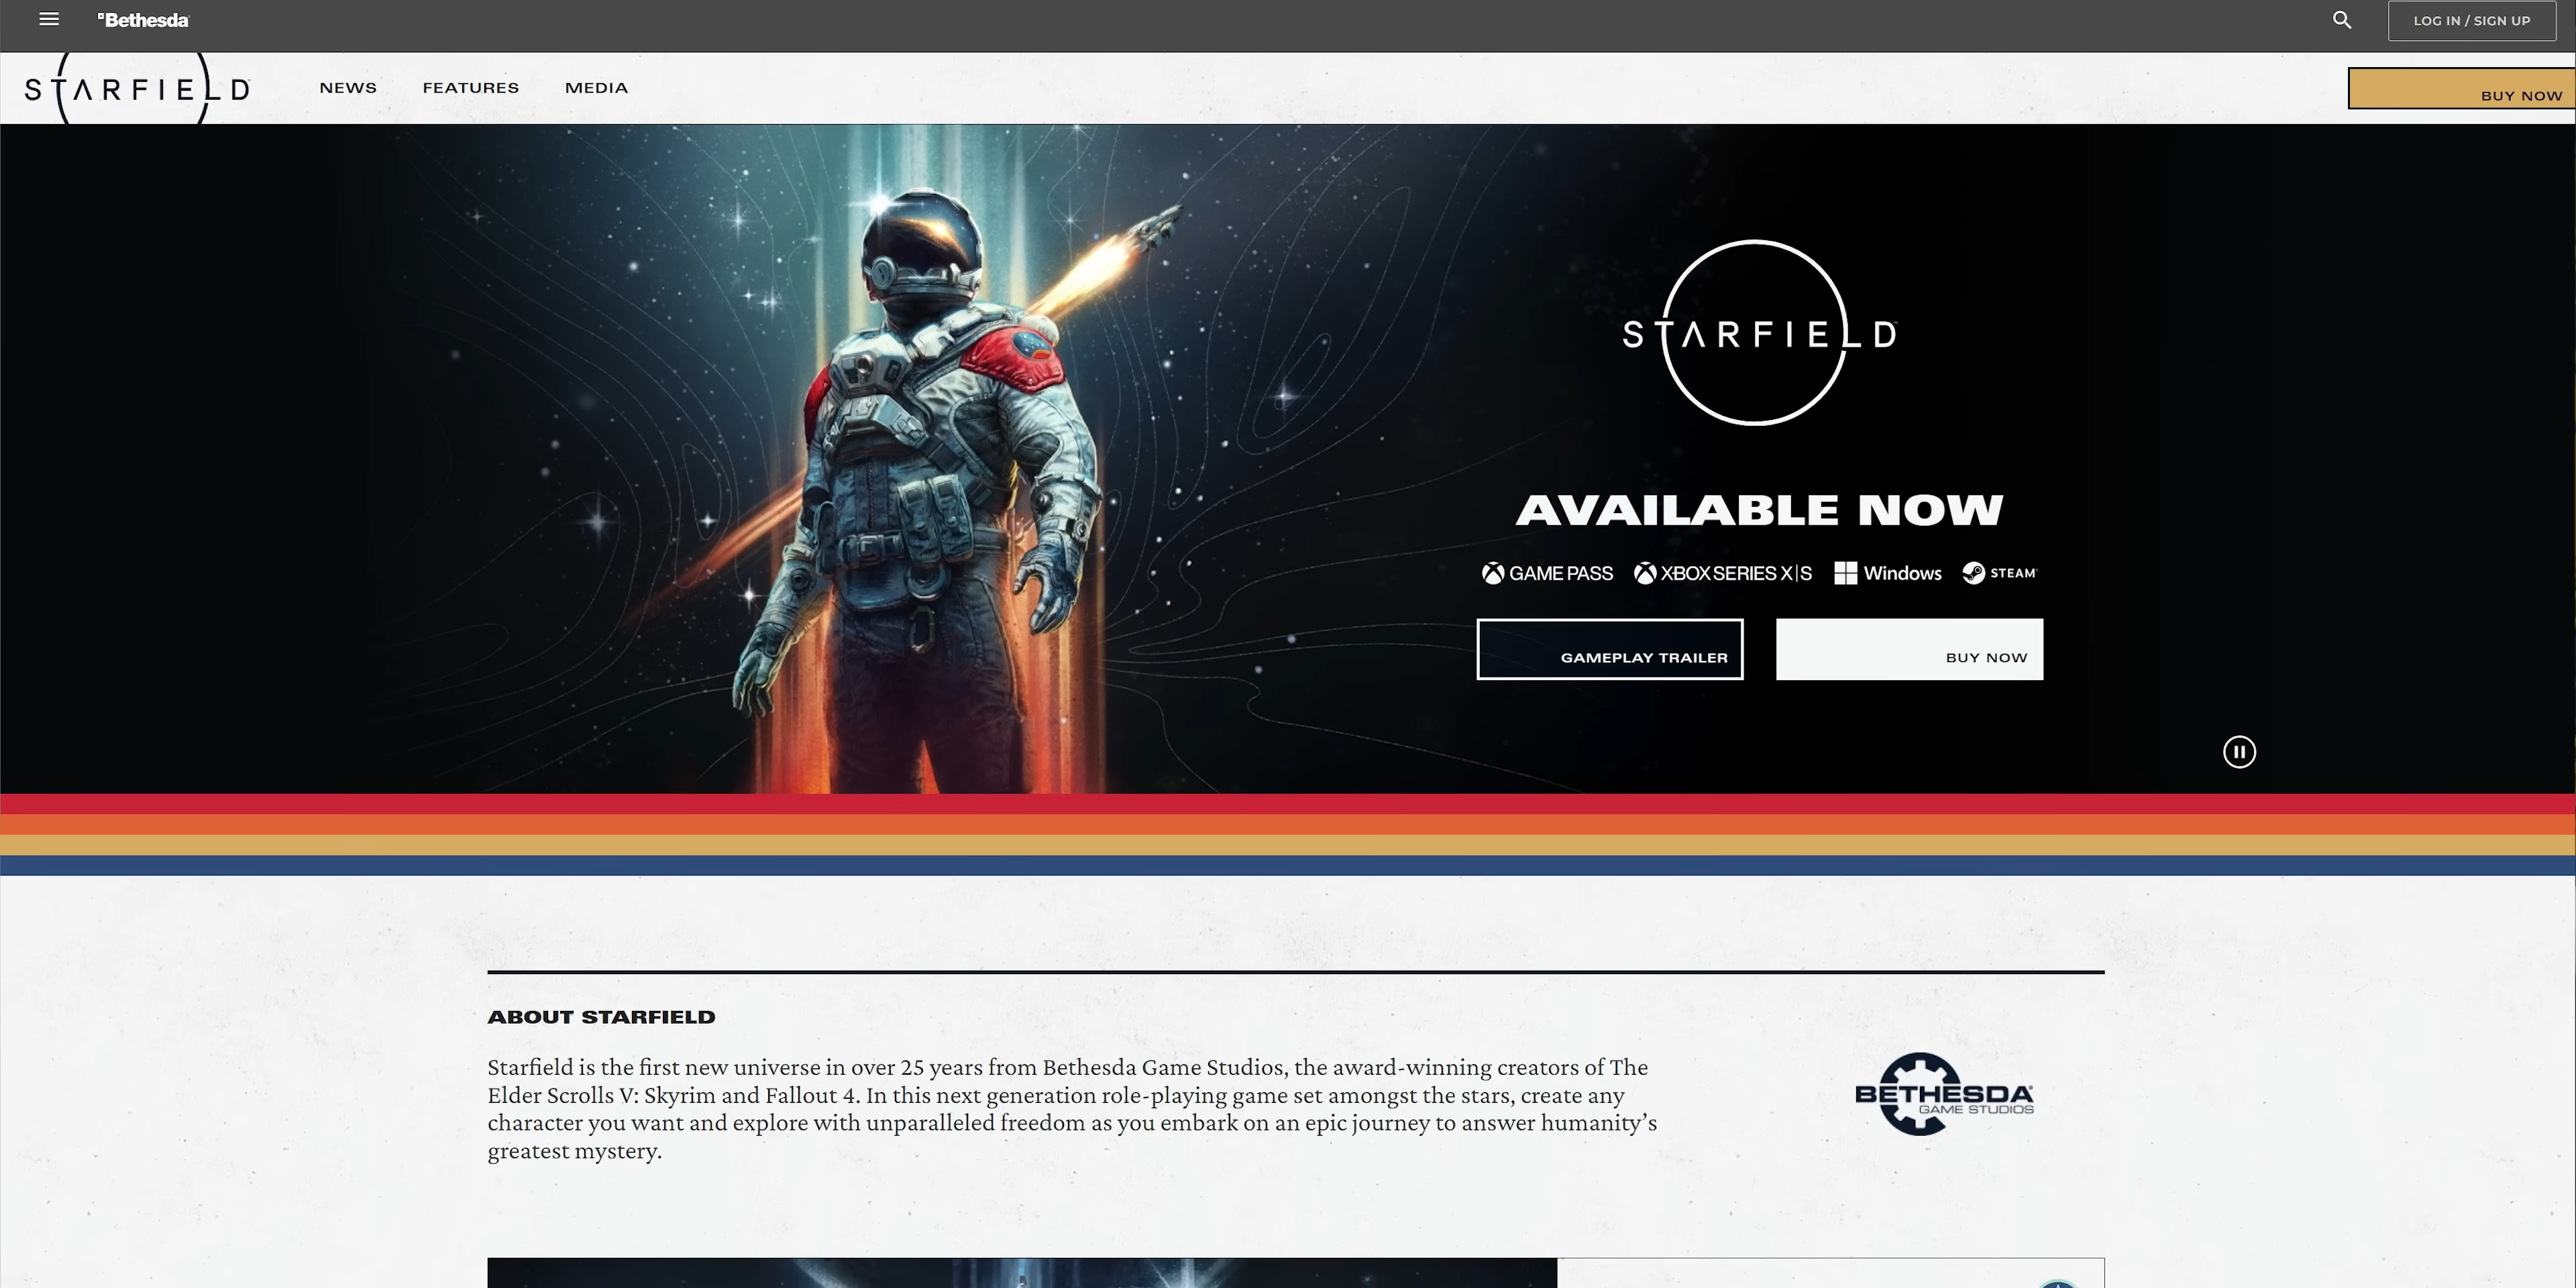 Bethesda
LOG IN / SIGN UP
STARFIELD
NEWS
FEATURES
MEDIA
BUY NOW
STARFIELD
AVAILABLE NOW
GAME PASS
XBOX SERIES X|S
Windows
STEAM
GAMEPLAY TRAILER
BUY NOW
ABOUT STARFIELD
Starfield is the first new universe in over 25 years from Bethesda Game Studios, the award-winning creators of The
Elder Scrolls V: Skyrim and Fallout 4. In this next generation role-playing game set amongst the stars, create any
character you want and explore with unparalleled freedom as you embark on an epic journey to answer humanity’s
greatest mystery.
BETHESDA
GAME STUDIOS